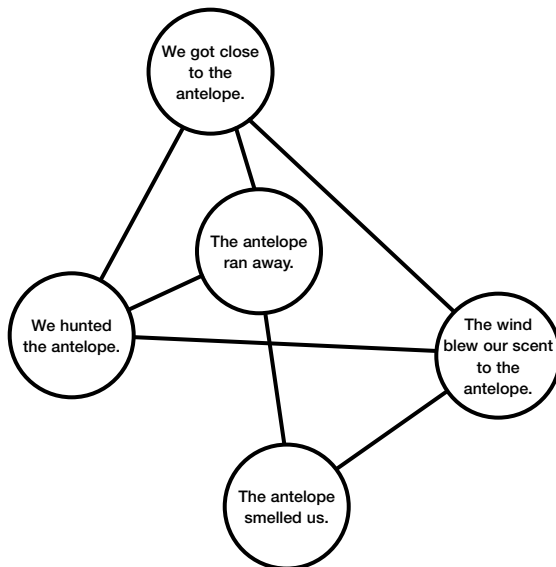 We got close
to the
antelope.
The antelope
ran away.
We hunted
the antelope.
The wind
blew our scent
to the
antelope.
The antelope
smelled us.